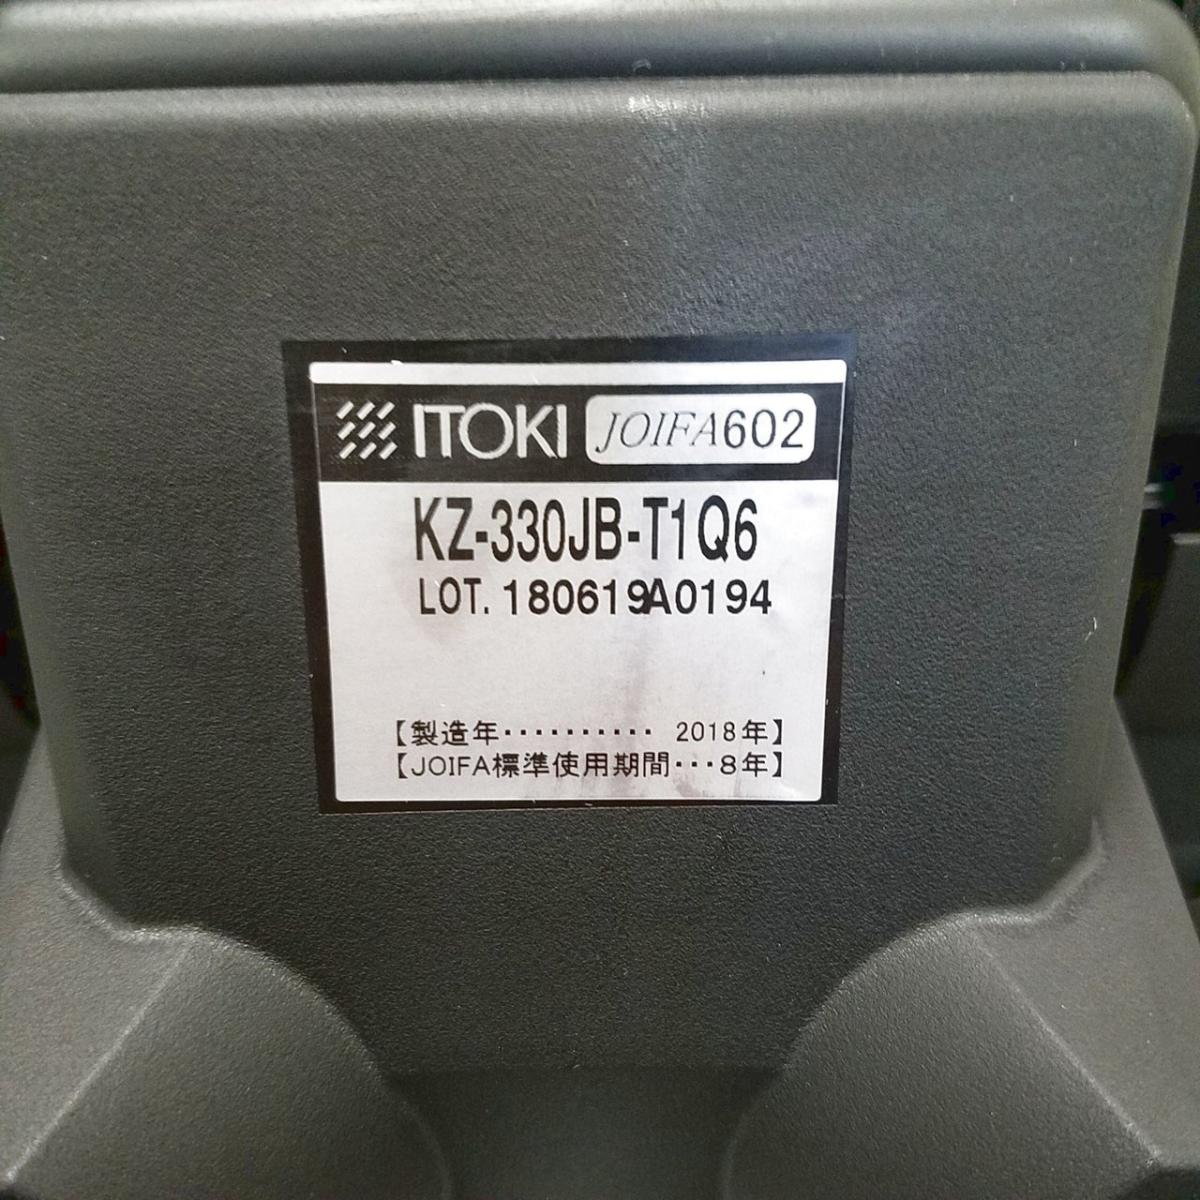 ITOKI JOIFA602
KZ-330JB-T1Q6
LOT. 180619A0194
【製造年・・・・・・・・・・ 2018年】
【JOIFA標準使用期間・・・8年】